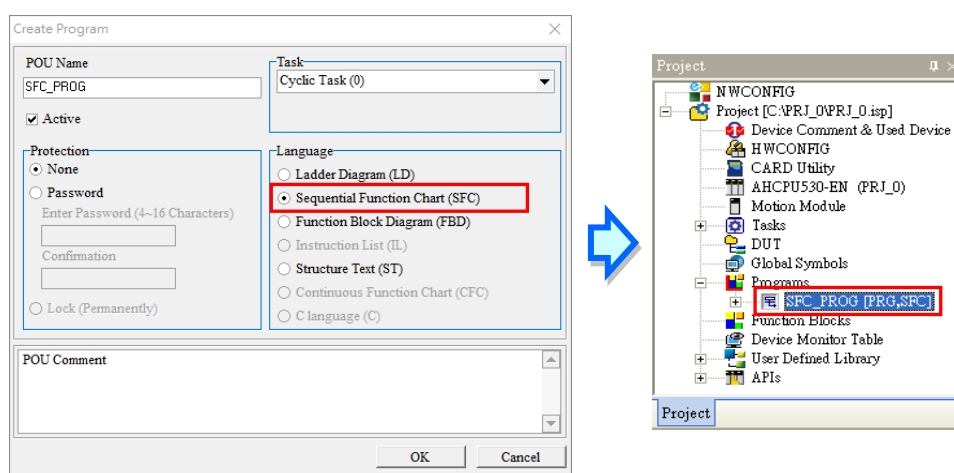 Create Program
POU Name
SFC_PROG
Active
Task
Cyclic Task (0)
Protection
None
Password
Enter Password (4~16 Characters)
Confirmation
Lock (Permanently)
Language
Ladder Diagram (LD)
Sequential Function Chart (SFC)
Function Block Diagram (FBD)
Instruction List (IL)
Structure Text (ST)
Continuous Function Chart (CFC)
C language (C)
POU Comment
OK
Cancel
Project
NWCONFIG
Project [C:\PRJ_0\PRJ_0.isp]
Device Comment & Used Device
HWCONFIG
CARD Utility
AHCPU530-EN (PRJ_0)
Motion Module
Tasks
DUT
Global Symbols
Programs
SFC_PROG [PRG,SFC]
Function Blocks
Device Monitor Table
User Defined Library
APIs
Project